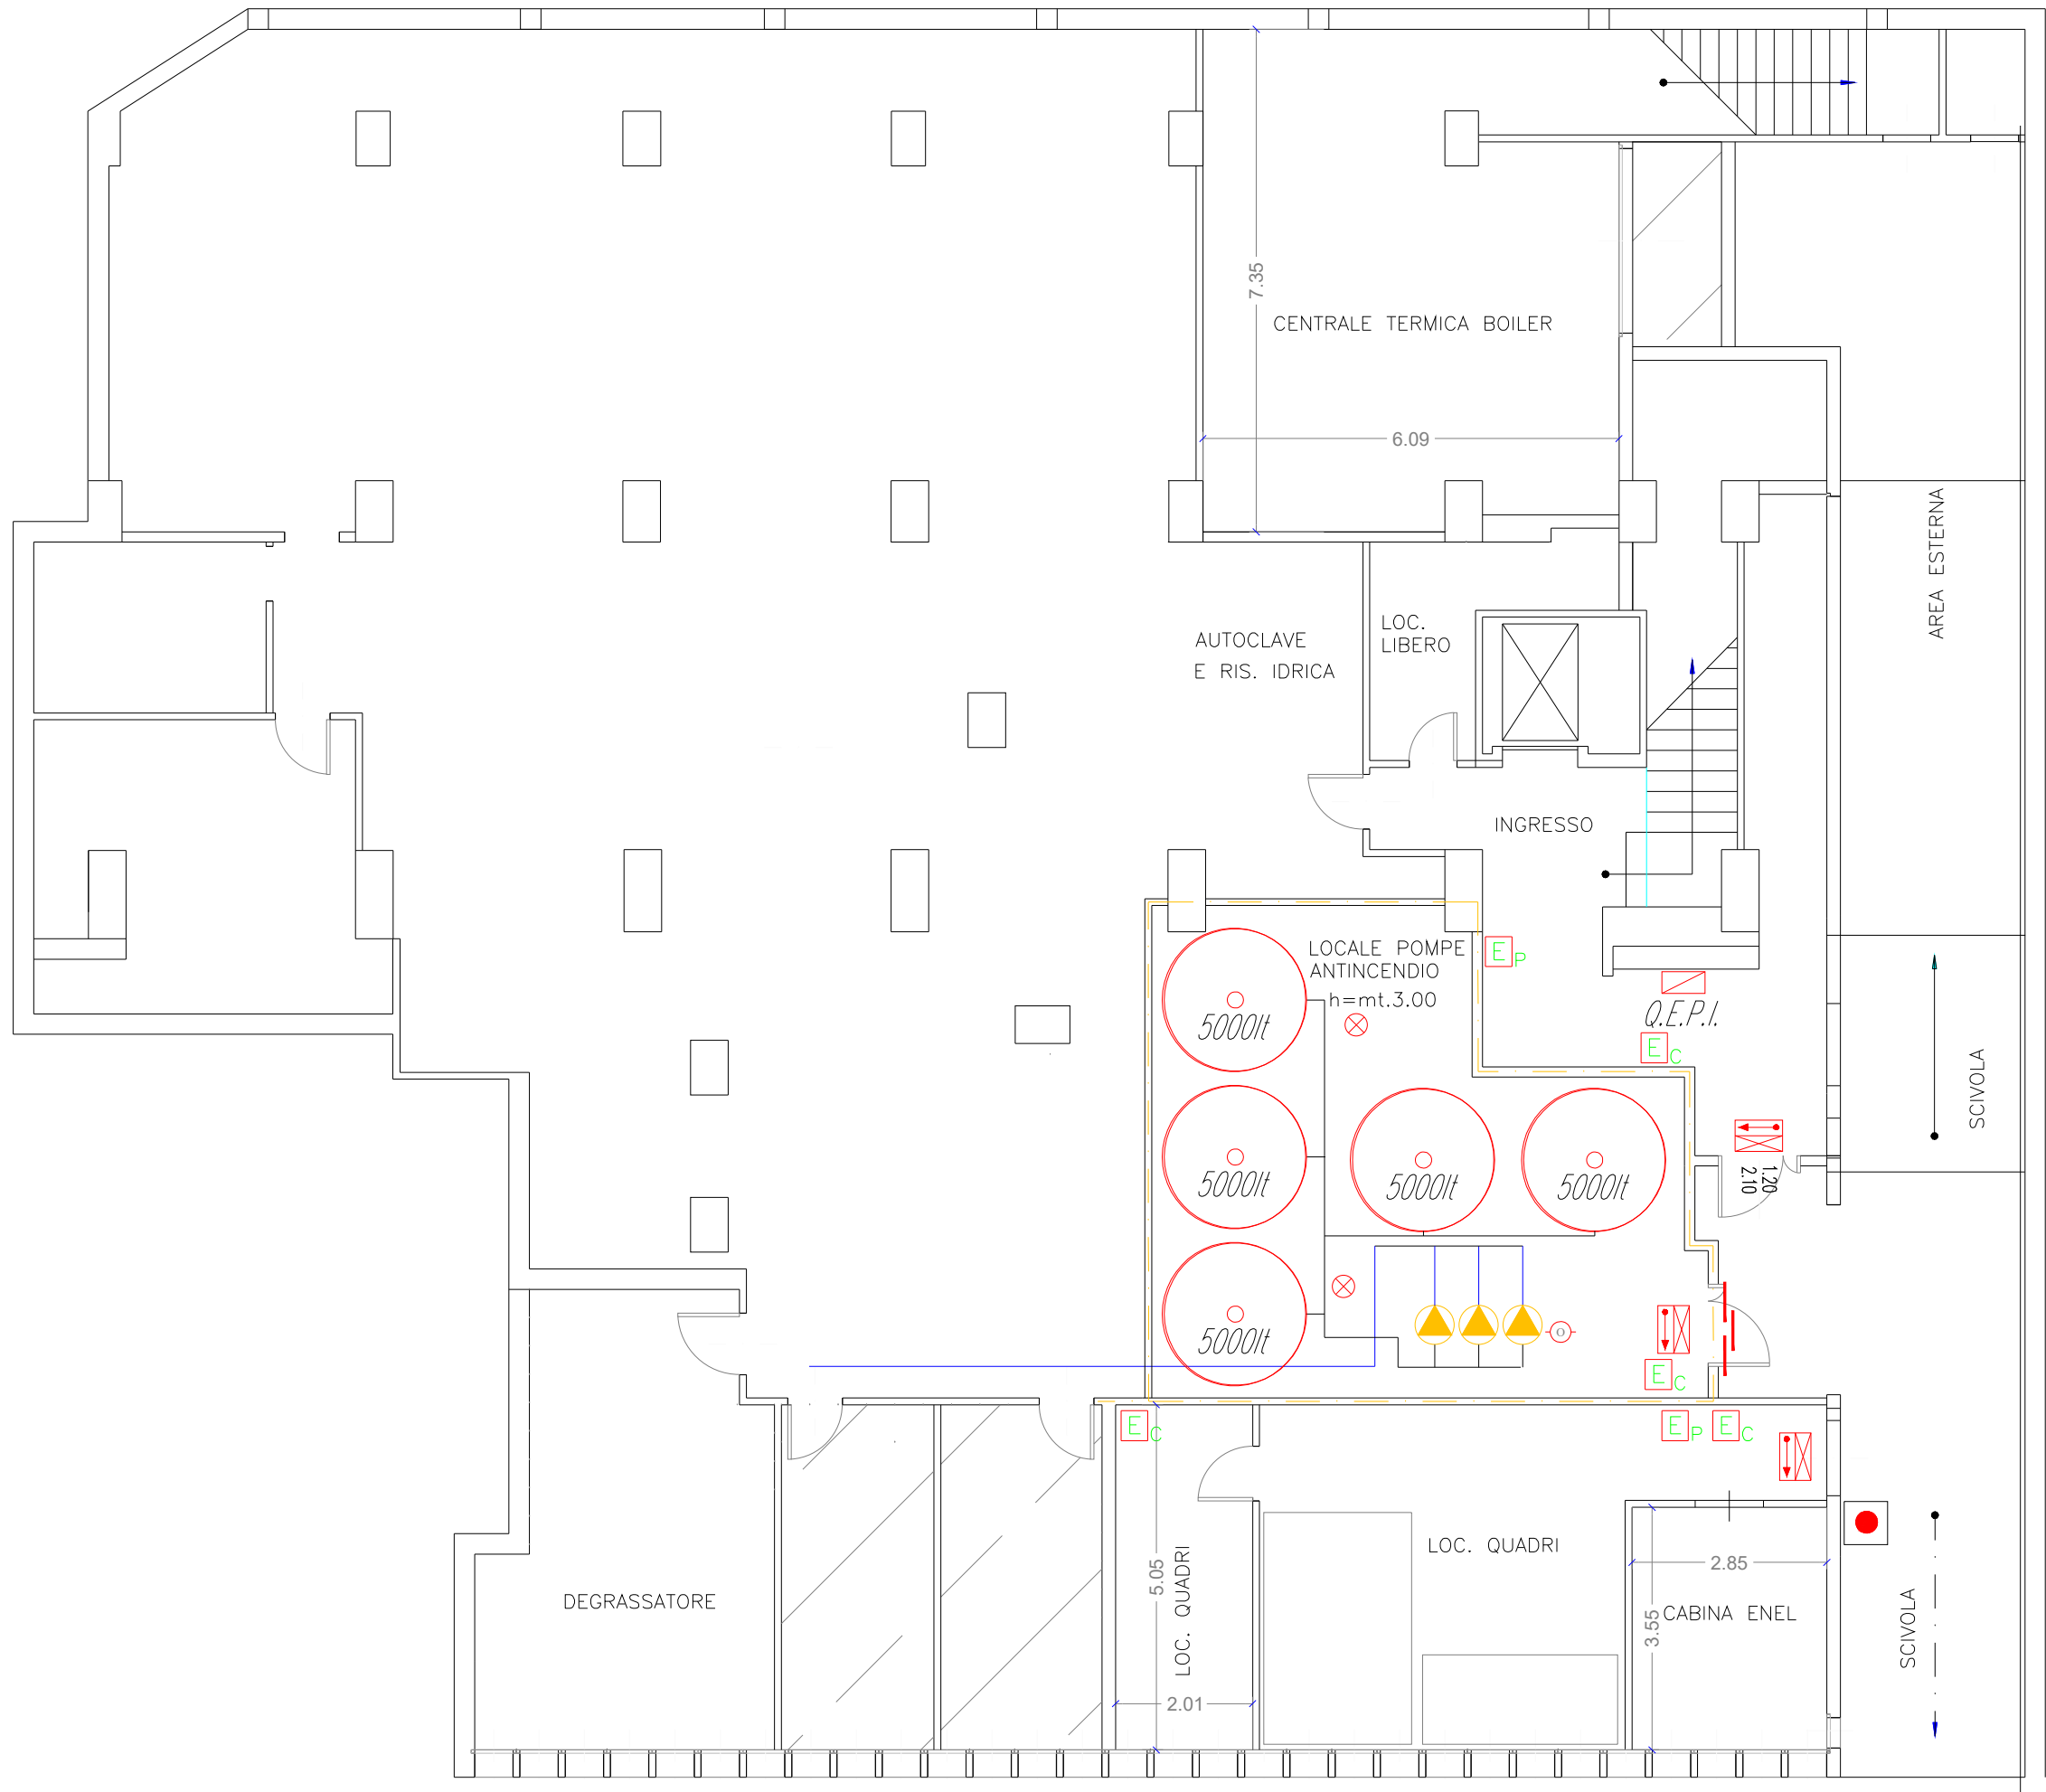 7.35
CENTRALE TERMICA BOILER
6.09
AREA ESTERNA
LOC.
LIBERO
AUTOCLAVE
E RIS. IDRICA
INGRESSO
LOCALE POMPE
ANTINCENDIO
h=mt.3.00
E P
Q.E.P.I.
E C
5000lt
5000lt
5000lt
5000lt
5000lt
SCIVOLA
1.20
2.10
O
E C
E C
E P
E C
5.05
LOC. QUADRI
2.01
LOC. QUADRI
2.85
3.55
CABINA ENEL
SCIVOLA
DEGRASSATORE